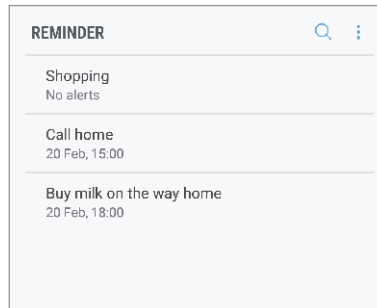 REMINDER
Shopping
No alerts
Call home
20 Feb, 15:00
Buy milk on the way home
20 Feb, 18:00